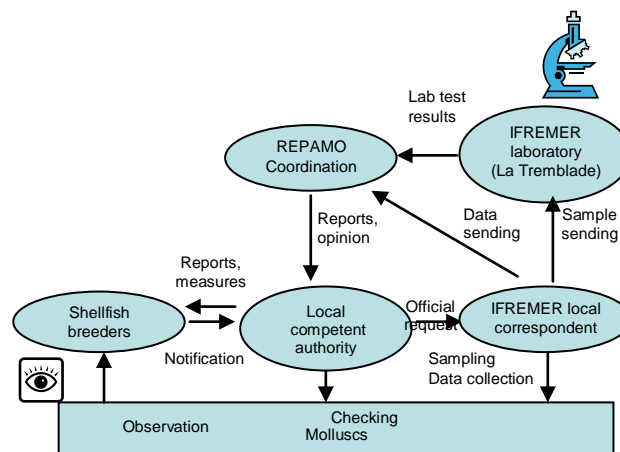 Lab test
results
IFREMER
laboratory
(La Tremblade)
REPAMO
Coordination
Reports,
opinion
Data
sending
Sample
sending
Reports,
measures
Shellfish
breeders
Notification
Local
competent
authority
Official
request
IFREMER local
correspondent
Sampling
Data collection
Observation
Checking
Molluscs